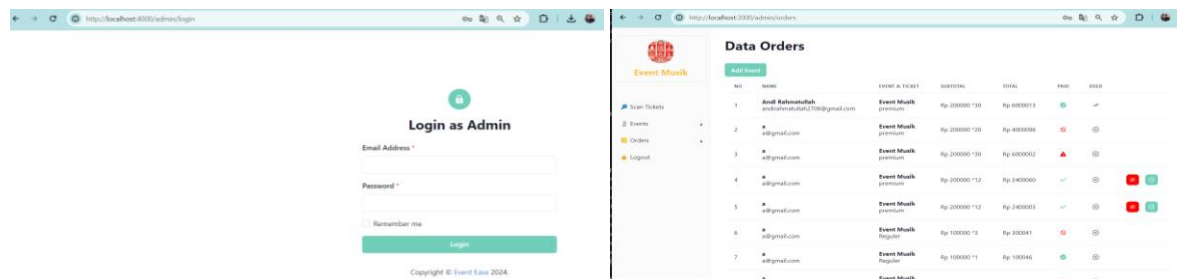 http://localhost:4000/admin/login
Login as Admin
Email Address *
Password *
Remember me
Login
Copyright © Event Ease 2024.
http://localhost:3000/admin/orders
Event Musik
Scan Tickets
Events
Orders
Logout
Data Orders
Add Event
NO NAME EVENT & TICKET SUBTOTAL TOTAL PAID USED
1 Andi Rahmatullah Event Musik Rp 200000 *30 Rp 6000013
andrahmatullah2708@gmail.com premium
2 a Event Musik Rp 200000 *20 Rp 4000098
a@gmail.com premium
3 a Event Musik Rp 200000 *30 Rp 6000002
a@gmail.com premium
4 a Event Musik Rp 200000 *12 Rp 2400060
a@gmail.com premium
5 a Event Musik Rp 200000 *12 Rp 2400003
a@gmail.com premium
6 a Event Musik Rp 100000 *3 Rp 300041
a@gmail.com Reguler
7 a Event Musik Rp 100000 *1 Rp 100046
a@gmail.com Reguler
a Event Musik